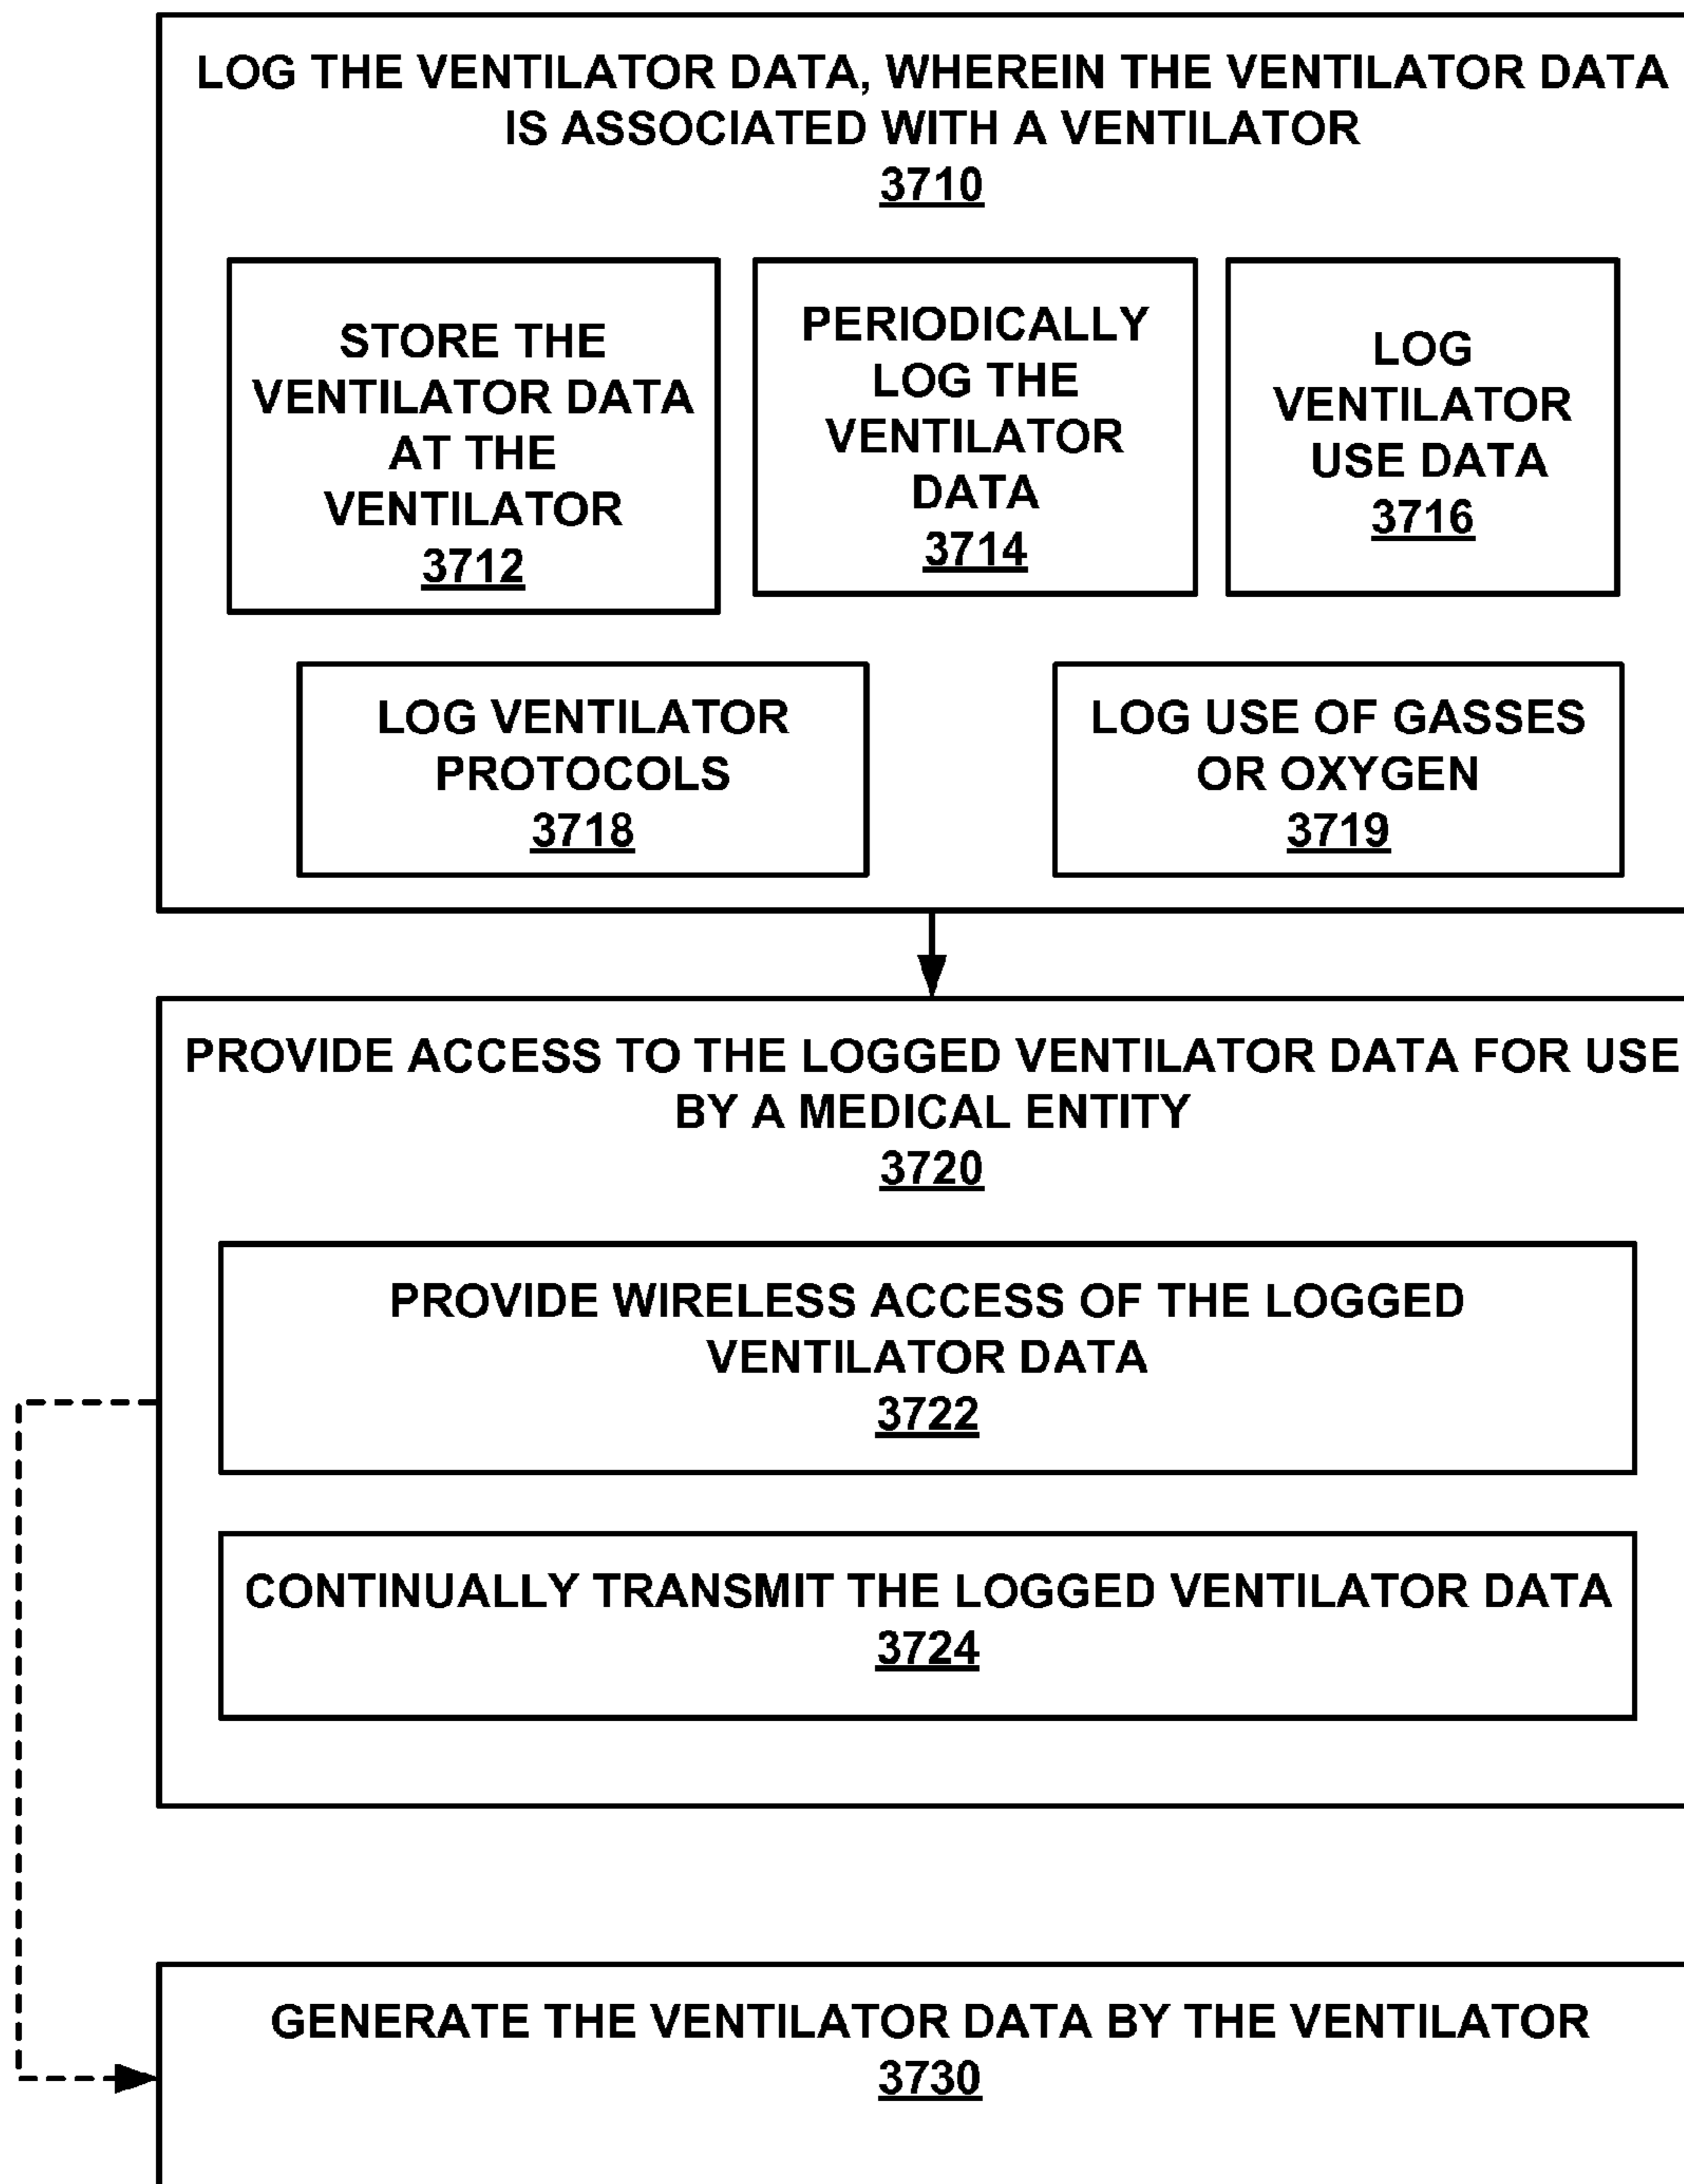 LOG THE VENTILATOR DATA, WHEREIN THE VENTILATOR DATA
IS ASSOCIATED WITH A VENTILATOR
3710
STORE THE
VENTILATOR DATA
AT THE
VENTILATOR
3712
PERIODICALLY
LOG THE
VENTILATOR
DATA
3714
LOG
VENTILATOR
USE DATA
3716
LOG VENTILATOR
PROTOCOLS
3718
LOG USE OF GASSES
OR OXYGEN
3719
PROVIDE ACCESS TO THE LOGGED VENTILATOR DATA FOR USE
BY A MEDICAL ENTITY
3720
PROVIDE WIRELESS ACCESS OF THE LOGGED
VENTILATOR DATA
3722
CONTINUALLY TRANSMIT THE LOGGED VENTILATOR DATA
3724
GENERATE THE VENTILATOR DATA BY THE VENTILATOR
3730